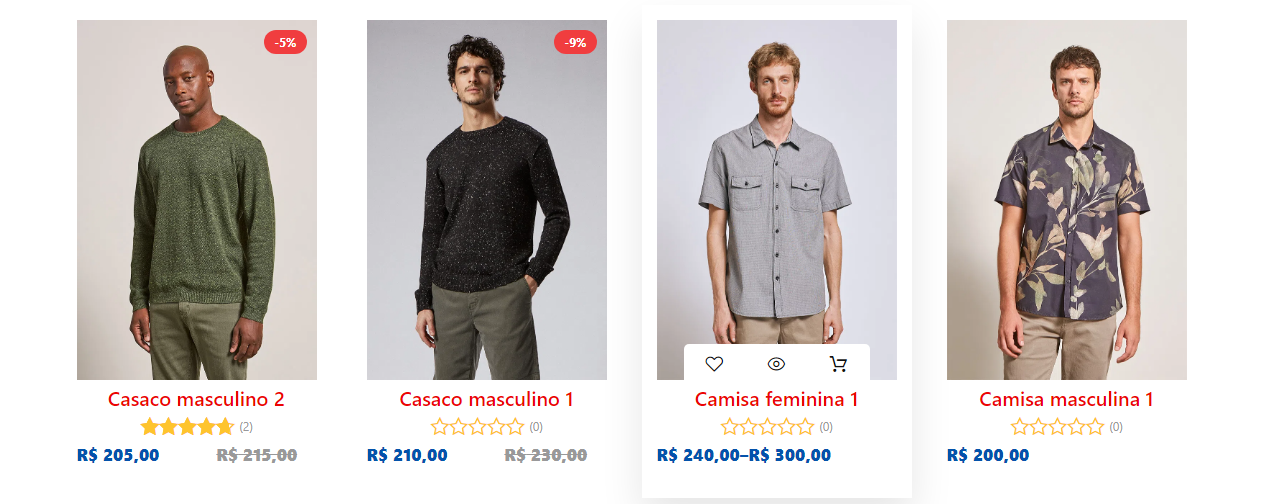 -5%
-9%
Casaco masculino 2
Casaco masculino 1
Camisa feminina 1
Camisa masculina 1
(2)
(0)
(0)
(0)
R$ 205,00 R$ 215,00
R$ 210,00 R$ 230,00
R$ 240,00–R$ 300,00
R$ 200,00